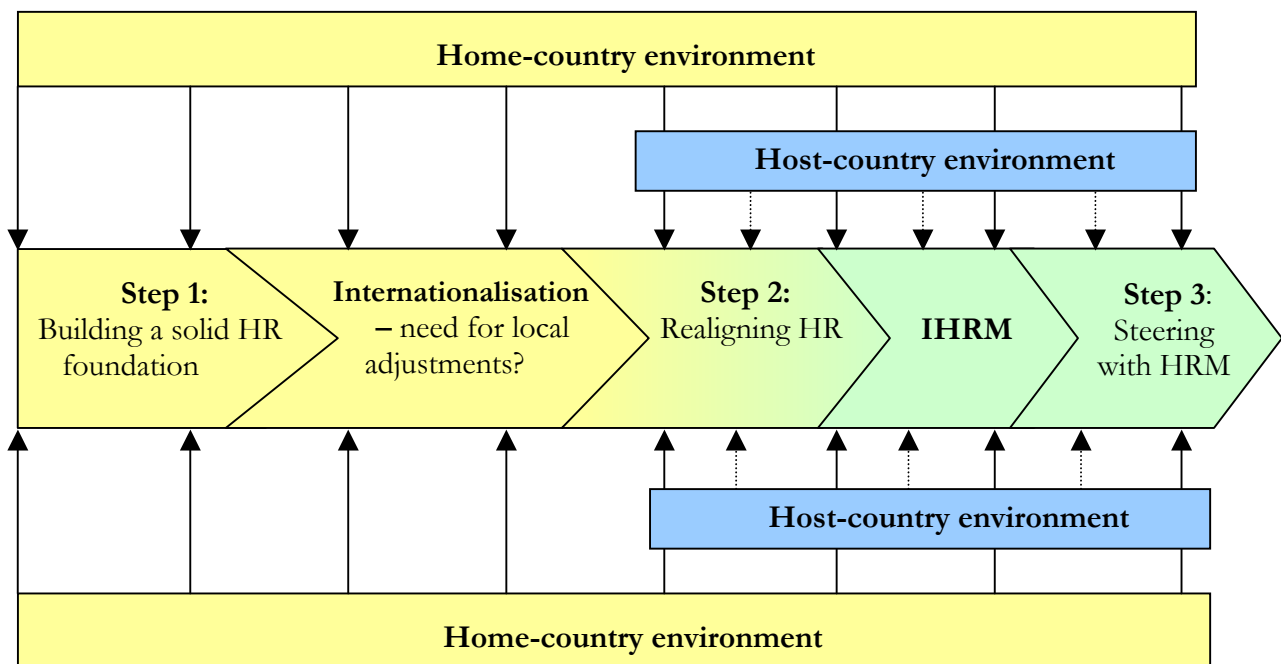 Home-country environment
Host-country environment
Step 1:
Building a solid HR
foundation
Internationalisation
– need for local
adjustments?
Step 2:
Realigning HR
IHRM
Step 3:
Steering
with HRM
Host-country environment
Home-country environment